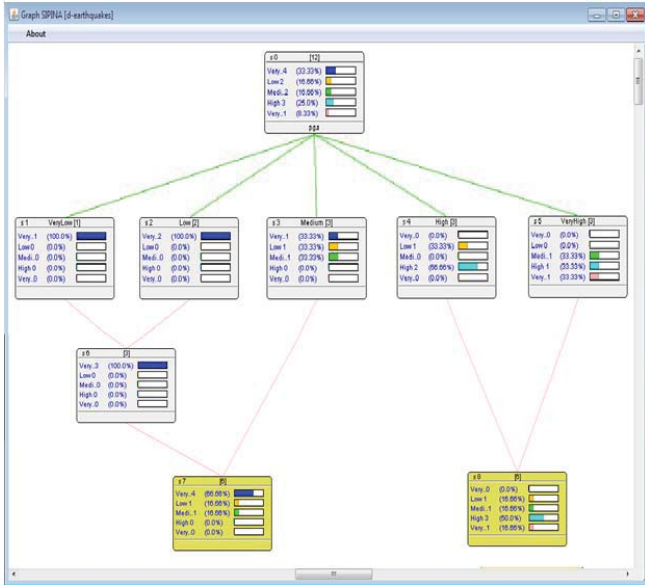 Graph SIPINA [d-earthquakes]
About
s 0 [12]
Very..4 (33.33%)
Low 2 (16.66%)
Medi..2 (16.66%)
High 3 (25.0%)
Very..1 (8.33%)
pga
s 1 VeryLow [1]
Very..1 (100.0%)
Low 0 (0.0%)
Medi..0 (0.0%)
High 0 (0.0%)
Very..0 (0.0%)
s 2 Low [2]
Very..2 (100.0%)
Low 0 (0.0%)
Medi..0 (0.0%)
High 0 (0.0%)
Very..0 (0.0%)
s 3 Medium [3]
Very..1 (33.33%)
Low 1 (33.33%)
Medi..1 (33.33%)
High 0 (0.0%)
Very..0 (0.0%)
s 4 High [3]
Very..0 (0.0%)
Low 1 (33.33%)
Medi..0 (0.0%)
High 2 (66.66%)
Very..0 (0.0%)
s 5 VeryHigh [3]
Very..0 (0.0%)
Low 0 (0.0%)
Medi..1 (33.33%)
High 1 (33.33%)
Very..1 (33.33%)
s 6 [3]
Very..3 (100.0%)
Low 0 (0.0%)
Medi..0 (0.0%)
High 0 (0.0%)
Very..0 (0.0%)
s 7 [6]
Very..4 (66.66%)
Low 1 (16.66%)
Medi..1 (16.66%)
High 0 (0.0%)
Very..0 (0.0%)
s 8 [6]
Very..0 (0.0%)
Low 1 (16.66%)
Medi..1 (16.66%)
High 3 (50.0%)
Very..1 (16.66%)